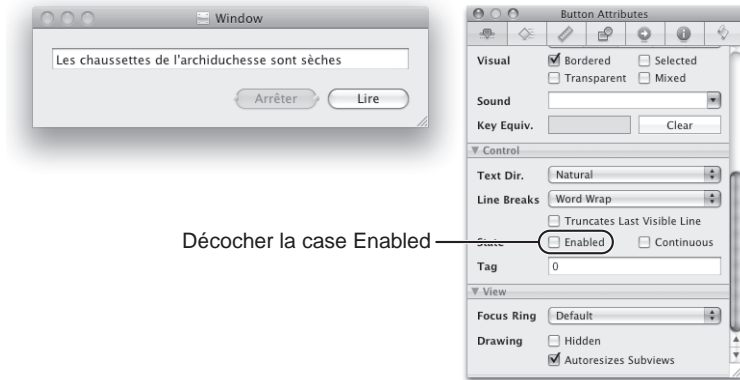 Window
Les chaussettes de l'archiduchesse sont sèches
Arrêter
Lire
Button Attributes
Visual
Bordered
Selected
Transparent
Mixed
Sound
Key Equiv.
Clear
Control
Text Dir.
Natural
Line Breaks
Word Wrap
Truncates Last Visible Line
Décocher la case Enabled
State
Enabled
Continuous
Tag
0
View
Focus Ring
Default
Drawing
Hidden
Autoresizes Subviews